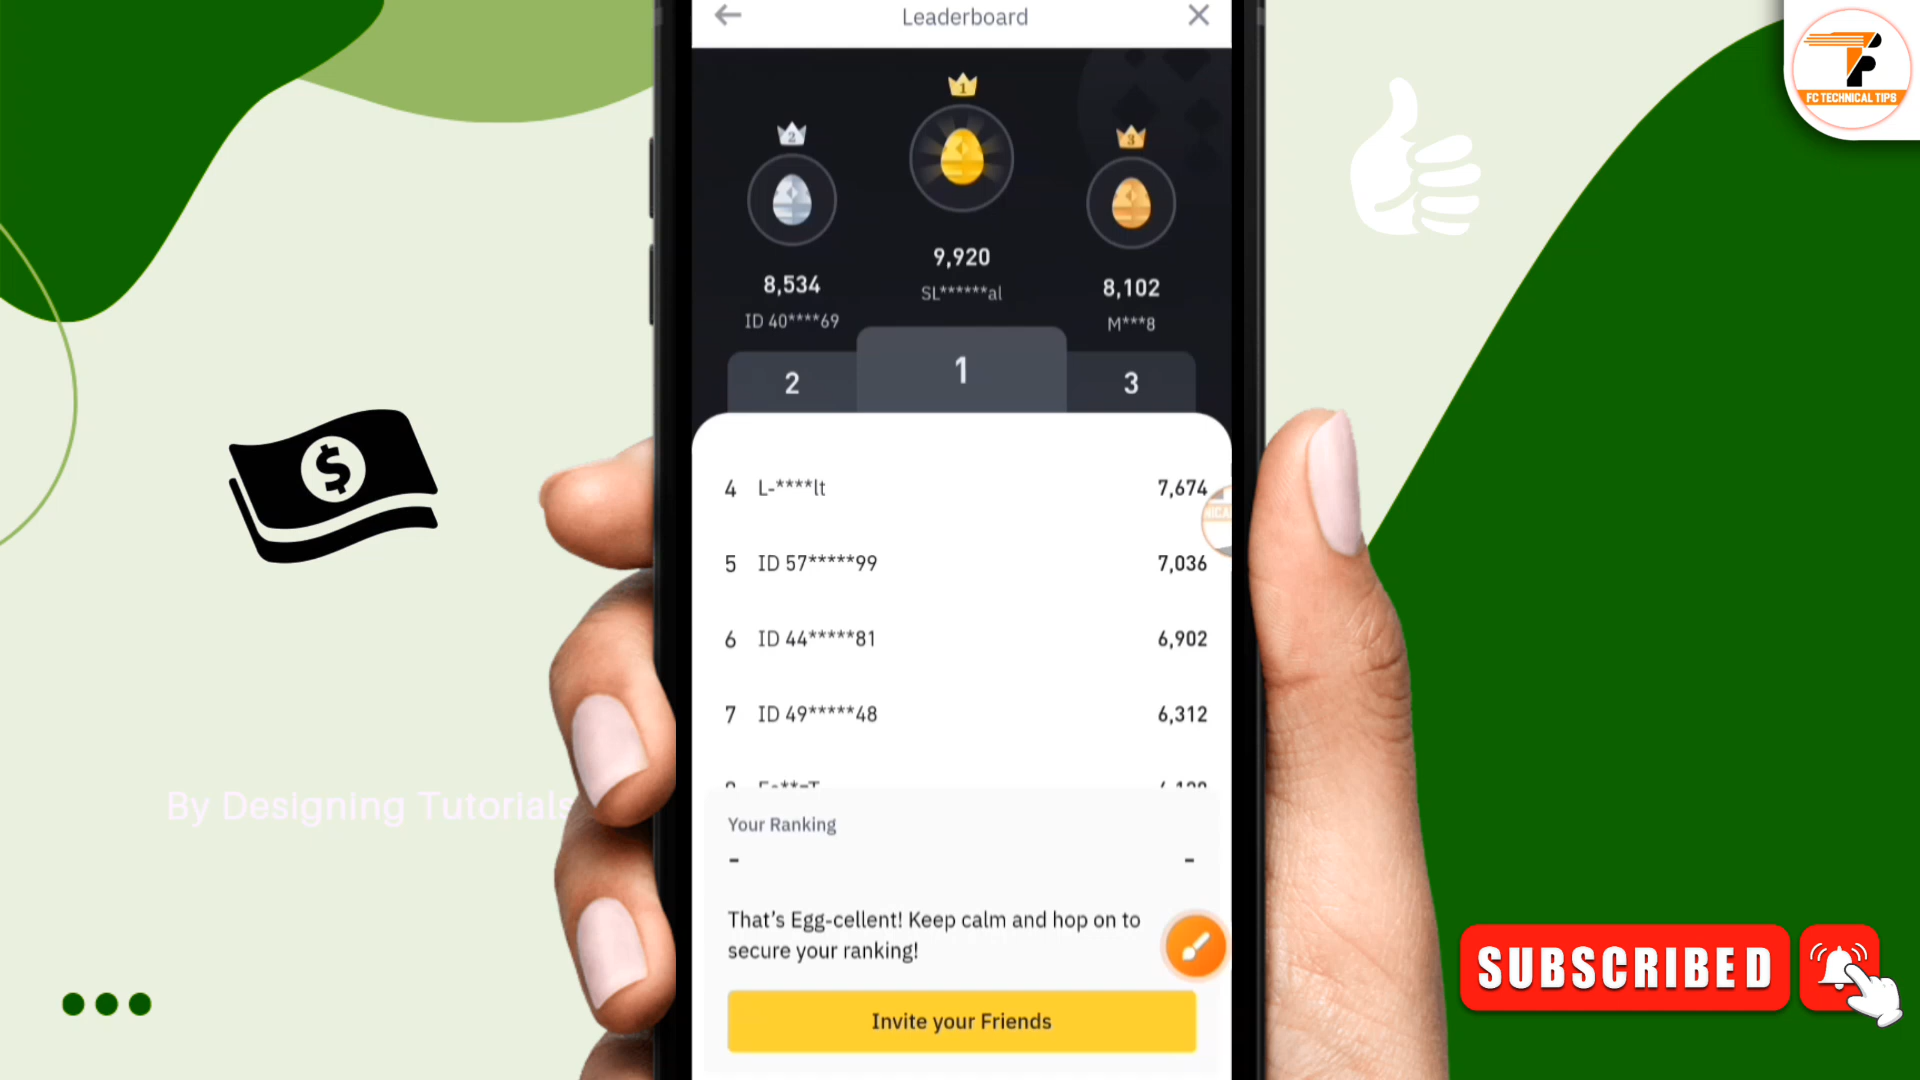 Leaderboard
FC TECHNICAL TIPS
1
2
3
9,920
SL******al
8,534
ID 40****69
8,102
M***8
2
1
3
4 L-****lt 7,674
5 ID 57*****99 7,036
6 ID 44*****81 6,902
7 ID 49*****48 6,312
Your Ranking
- -
That's Egg-cellent! Keep calm and hop on to
secure your ranking!
Invite your Friends
By Designing Tutorials
SUBSCRIBED